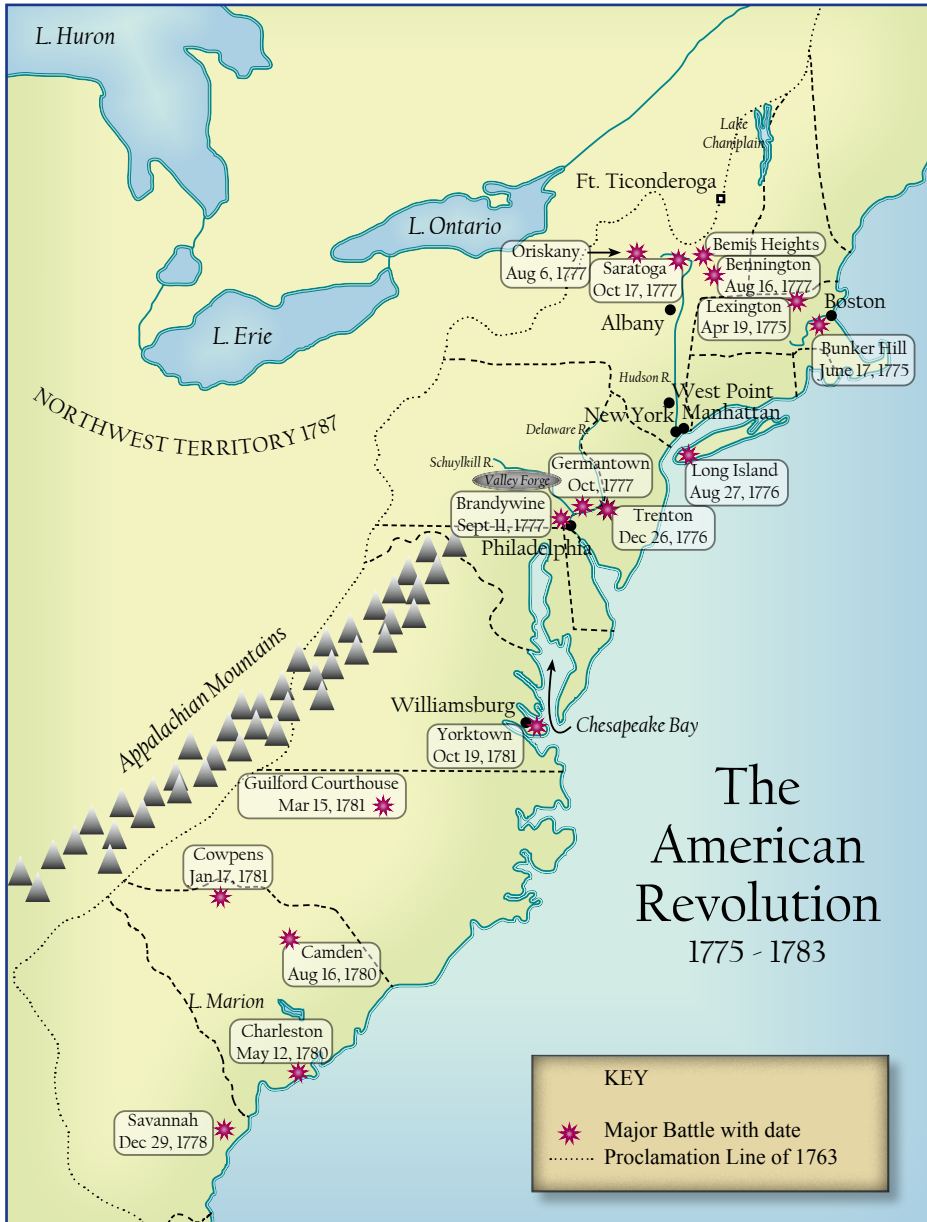 L. Huron
Lake
Champlain
Ft. Ticonderoga
L. Ontario
Oriskany
Aug 6, 1777
Saratoga
Oct 17, 1777
Bemis Heights
Bennington
Aug 16, 1777
Lexington
Apr 19, 1775
Boston
Albany
L. Erie
Bunker Hill
June 17, 1775
Hudson R.
West Point
New York
Manhattan
NORTHWEST TERRITORY 1787
Delaware R.
Schuylkill R.
Valley Forge
Germantown
Oct, 1777
Long Island
Aug 27, 1776
Brandywine
Sept 11, 1777
Trenton
Dec 26, 1776
Philadelphia
Appalachian Mountains
Williamsburg
Chesapeake Bay
Yorktown
Oct 19, 1781
Guilford Courthouse
Mar 15, 1781
The
American
Revolution
1775 - 1783
Cowpens
Jan 17, 1781
Camden
Aug 16, 1780
L. Marion
Charleston
May 12, 1780
Savannah
Dec 29, 1778
KEY
Major Battle with date
Proclamation Line of 1763